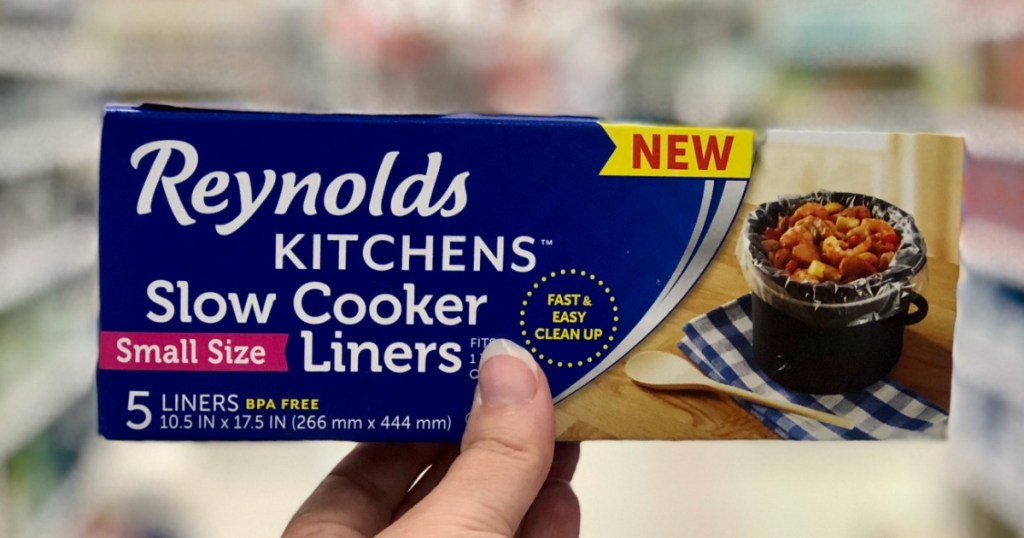 NEW
Reynolds
KITCHENS™
Slow Cooker
Small Size
Liners
FAST &
EASY
CLEAN UP
5 LINERS BPA FREE
10.5 IN x 17.5 IN (266 mm x 444 mm)